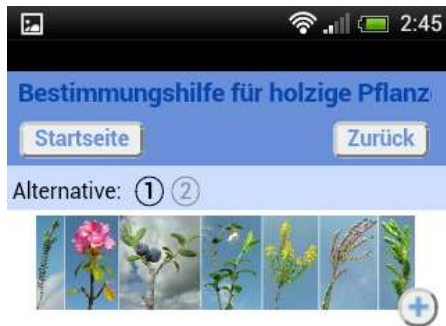 2:45
Bestimmungshilfe für holzige Pflanz
Startseite Zurück
Alternative: 1 2